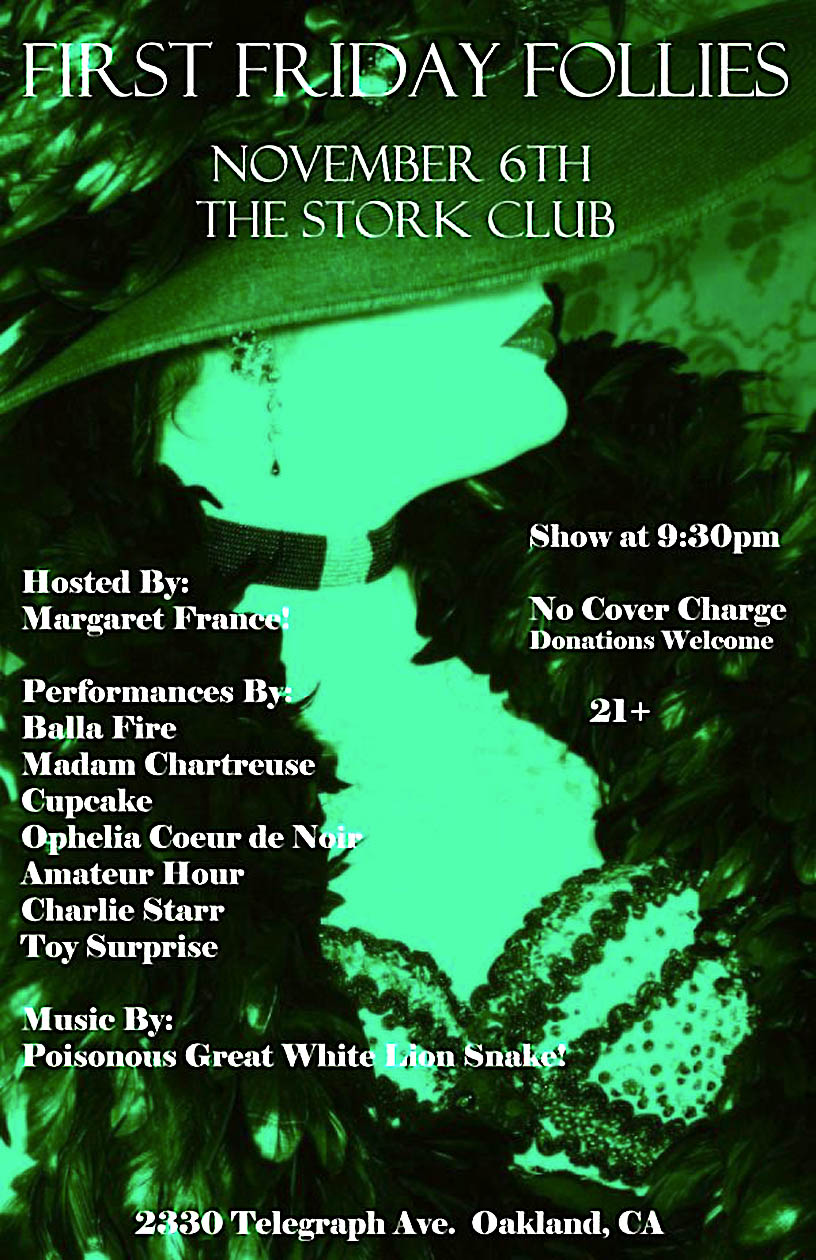 FIRST FRIDAY FOLLIES
NOVEMBER 6TH
THE STORK CLUB
Show at 9:30pm
No Cover Charge
Donations Welcome
21+
Hosted By:
Margaret France!
Performances By:
Balla Fire
Madam Chartreuse
Cupcake
Ophelia Coeur de Noir
Amateur Hour
Charlie Starr
Toy Surprise
Music By:
Poisonous Great White Lion Snake!
2330 Telegraph Ave. Oakland, CA